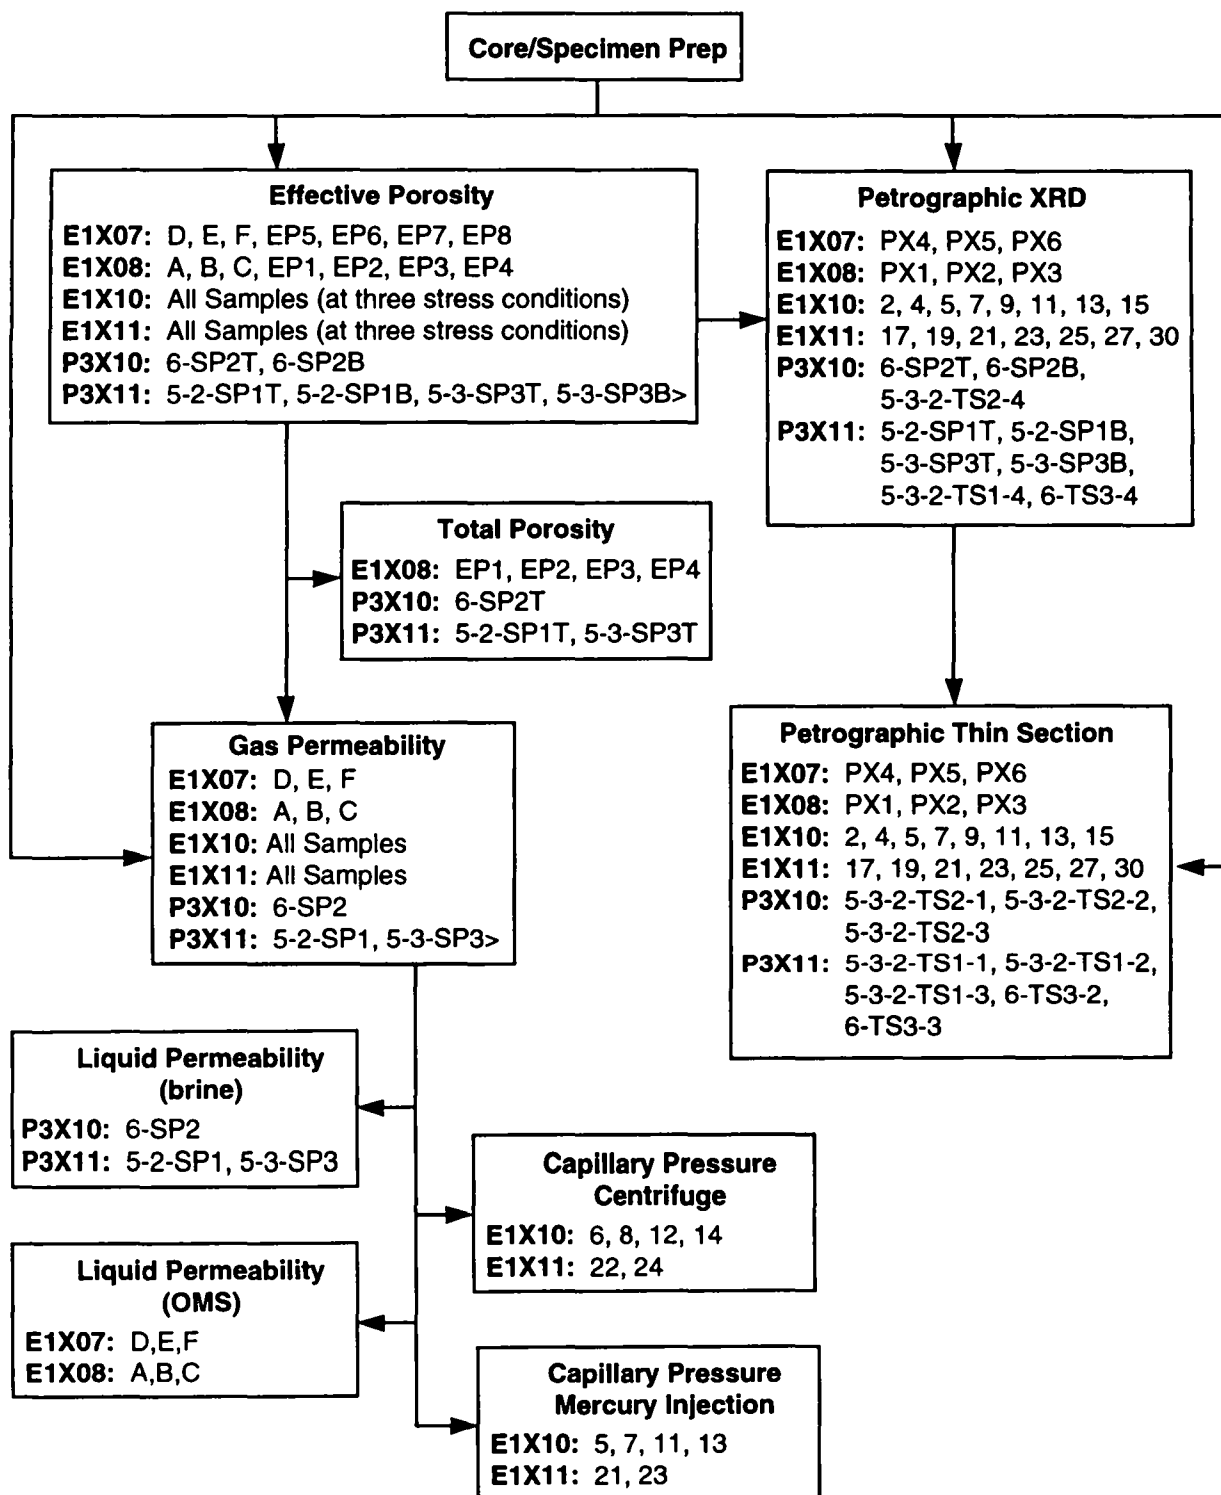 Core/Specimen Prep
Effective Porosity
E1X07: D, E, F, EP5, EP6, EP7, EP8
E1X08: A, B, C, EP1, EP2, EP3, EP4
E1X10: All Samples (at three stress conditions)
E1X11: All Samples (at three stress conditions)
P3X10: 6-SP2T, 6-SP2B
P3X11: 5-2-SP1T, 5-2-SP1B, 5-3-SP3T, 5-3-SP3B>
Petrographic XRD
E1X07: PX4, PX5, PX6
E1X08: PX1, PX2, PX3
E1X10: 2, 4, 5, 7, 9, 11, 13, 15
E1X11: 17, 19, 21, 23, 25, 27, 30
P3X10: 6-SP2T, 6-SP2B,
5-3-2-TS2-4
P3X11: 5-2-SP1T, 5-2-SP1B,
5-3-SP3T, 5-3-SP3B,
5-3-2-TS1-4, 6-TS3-4
Total Porosity
E1X08: EP1, EP2, EP3, EP4
P3X10: 6-SP2T
P3X11: 5-2-SP1T, 5-3-SP3T
Gas Permeability
E1X07: D, E, F
E1X08: A, B, C
E1X10: All Samples
E1X11: All Samples
P3X10: 6-SP2
P3X11: 5-2-SP1, 5-3-SP3>
Petrographic Thin Section
E1X07: PX4, PX5, PX6
E1X08: PX1, PX2, PX3
E1X10: 2, 4, 5, 7, 9, 11, 13, 15
E1X11: 17, 19, 21, 23, 25, 27, 30
P3X10: 5-3-2-TS2-1, 5-3-2-TS2-2,
5-3-2-TS2-3
P3X11: 5-3-2-TS1-1, 5-3-2-TS1-2,
5-3-2-TS1-3, 6-TS3-2,
6-TS3-3
Liquid Permeability
(brine)
P3X10: 6-SP2
P3X11: 5-2-SP1, 5-3-SP3
Capillary Pressure
Centrifuge
E1X10: 6, 8, 12, 14
E1X11: 22, 24
Liquid Permeability
(OMS)
E1X07: D,E,F
E1X08: A,B,C
Capillary Pressure
Mercury Injection
E1X10: 5, 7, 11, 13
E1X11: 21, 23